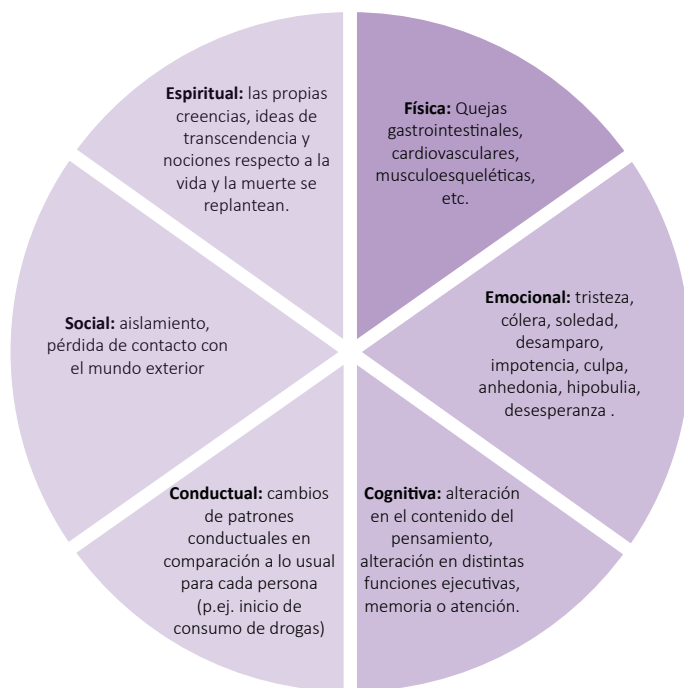 Física: Quejas
gastrointestinales,
cardiovasculares,
musculoesqueléticas,
etc.
Emocional: tristeza,
cólera, soledad,
desamparo,
impotencia, culpa,
anhedonia, hipobulia,
desesperanza .
Cognitiva: alteración
en el contenido del
pensamiento,
alteración en distintas
funciones ejecutivas,
memoria o atención.
Conductual: cambios
de patrones
conductuales en
comparación a lo usual
para cada persona
(p.ej. inicio de
consumo de drogas)
Social: aislamiento,
pérdida de contacto con
el mundo exterior
Espiritual: las propias
creencias, ideas de
transcendencia y
nociones respecto a la
vida y la muerte se
replantean.